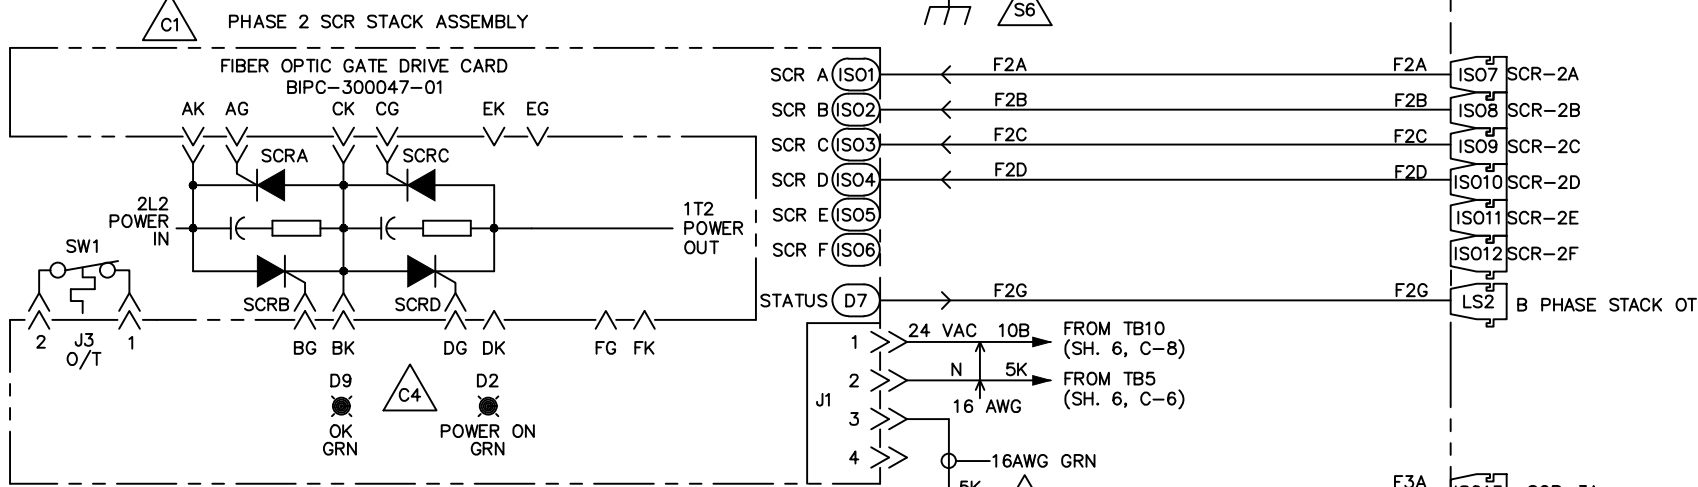 C1 PHASE 2 SCR STACK ASSEMBLY
S6
FIBER OPTIC GATE DRIVE CARD
BIPC-300047-01
AK AG CK CG EK EG
SCRA SCRC
2L2
POWER
IN
1T2
POWER
OUT
SW1
SCRB SCRD
2 J3 1
O/T
BG BK DG DK FG FK
D9
OK
GRN
C4
D2
POWER ON
GRN
SCR A ISO1 F2A F2A ISO7 SCR-2A
SCR B ISO2 F2B F2B ISO8 SCR-2B
SCR C ISO3 F2C F2C ISO9 SCR-2C
SCR D ISO4 F2D F2D ISO10 SCR-2D
SCR E ISO5 ISO11 SCR-2E
SCR F ISO6 ISO12 SCR-2F
STATUS D7 F2G F2G LS2 B PHASE STACK OT
J1
1 24 VAC 10B FROM TB10
(SH. 6, C-8)
2 N 5K FROM TB5
(SH. 6, C-6)
16 AWG
3
4 16AWG GRN
5K
F3A